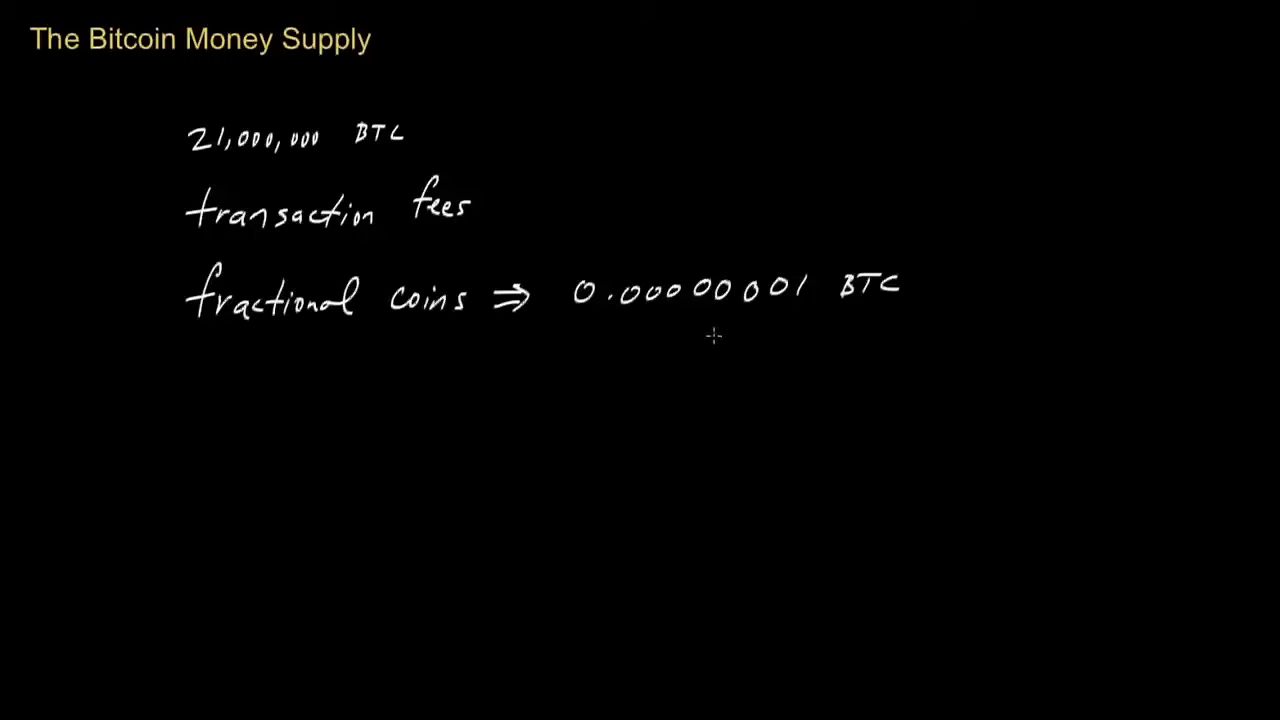 The Bitcoin Money Supply
21,000,000 BTC
transaction fees
fractional coins ⇒ 0.00000001 BTC